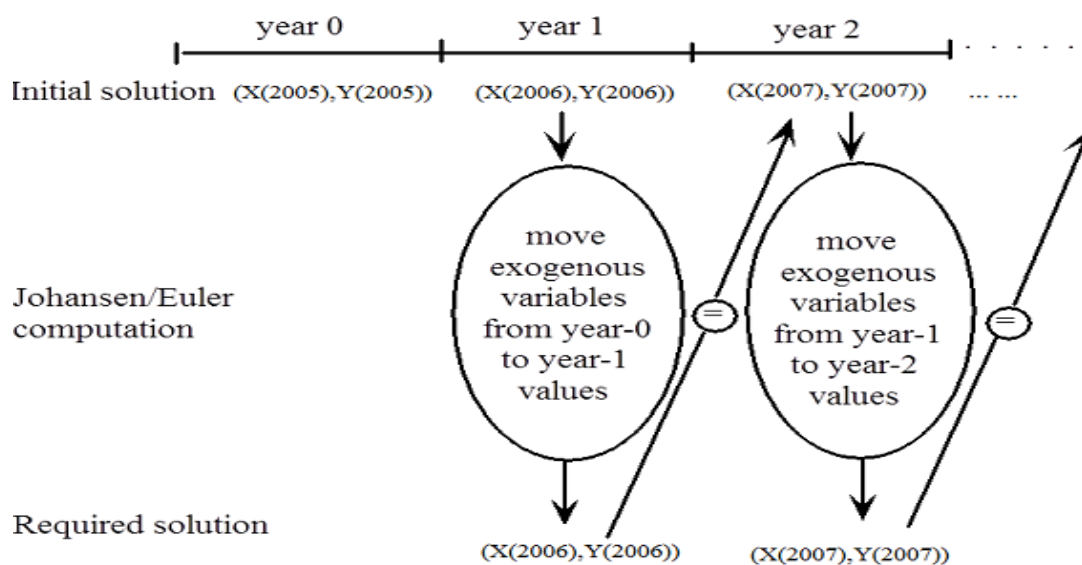 year 0 year 1 year 2 . . . . .
Initial solution (X(2005),Y(2005)) (X(2006),Y(2006)) (X(2007),Y(2007)) ... ...
move
exogenous
variables
from year-0
to year-1
values
move
exogenous
variables
from year-1
to year-2
values
Johansen/Euler
computation
=
=
Required solution
(X(2006),Y(2006)) (X(2007),Y(2007))